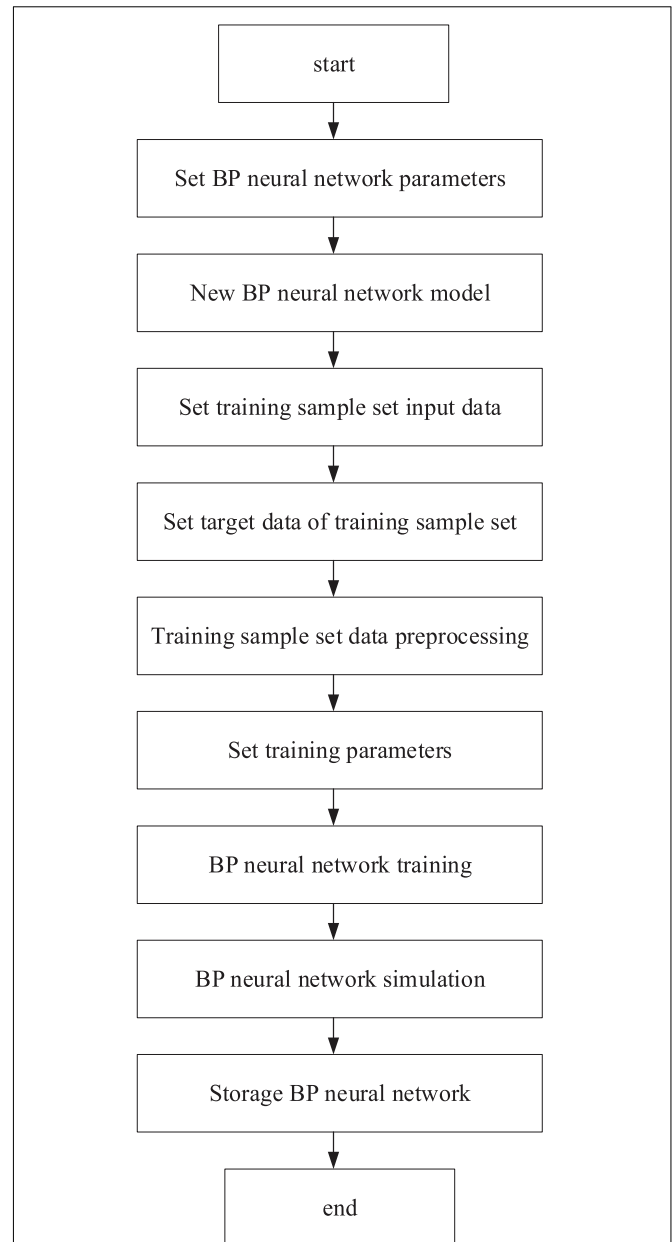 start
Set BP neural network parameters
New BP neural network model
Set training sample set input data
Set target data of training sample set
Training sample set data preprocessing
Set training parameters
BP neural network training
BP neural network simulation
Storage BP neural network
end